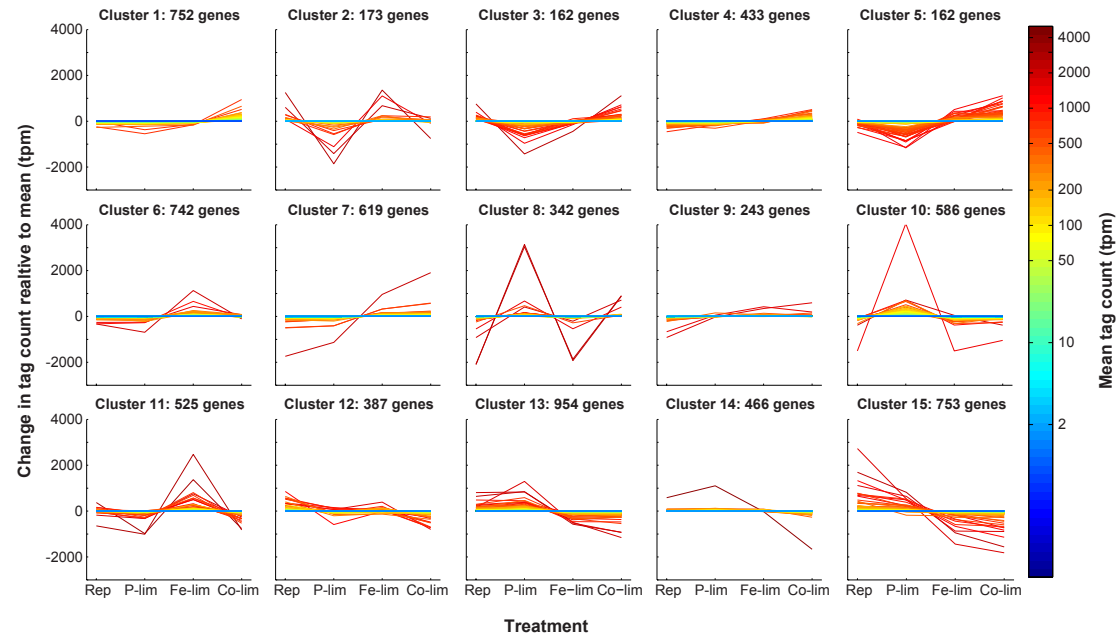 Cluster 1: 752 genes
Cluster 2: 173 genes
Cluster 3: 162 genes
Cluster 4: 433 genes
Cluster 5: 162 genes
4000
2000
0
-2000
Cluster 6: 742 genes
Cluster 7: 619 genes
Cluster 8: 342 genes
Cluster 9: 243 genes
Cluster 10: 586 genes
4000
2000
0
-2000
Cluster 11: 525 genes
Cluster 12: 387 genes
Cluster 13: 954 genes
Cluster 14: 466 genes
Cluster 15: 753 genes
4000
2000
0
-2000
Rep P-lim Fe-lim Co-lim
Rep P-lim Fe-lim Co-lim
Rep P-lim Fe−lim Co−lim
Rep P-lim Fe-lim Co-lim
Rep P-lim Fe-lim Co-lim
Treatment
Change in tag count realtive to mean (tpm)
4000
2000
1000
500
200
100
50
10
2
Mean tag count (tpm)